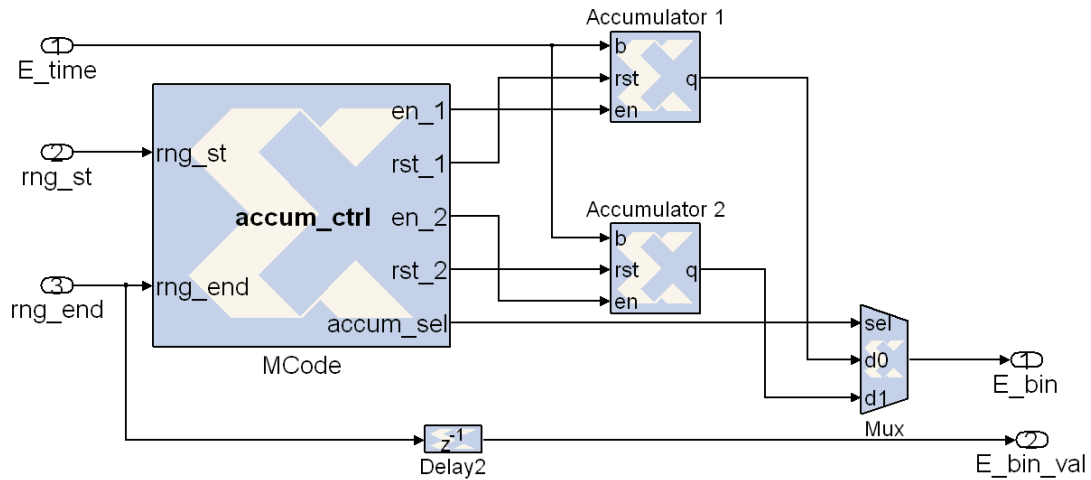 Accumulator 1
1
E_time
b
rst
q
en
en_1
2
rng_st
rng_st
rst_1
accum_ctrl
en_2
Accumulator 2
b
rst
q
en
3
rng_end
rng_end
rst_2
accum_sel
MCode
sel
d0
d1
Mux
1
E_bin
z-1
Delay2
2
E_bin_val